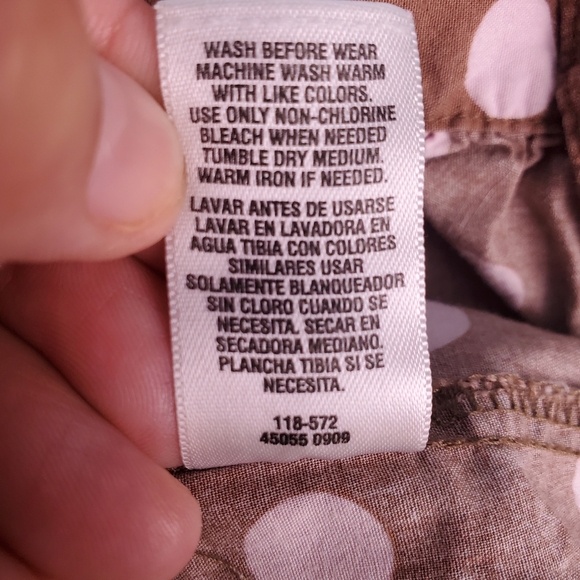 WASH BEFORE WEAR
MACHINE WASH WARM
WITH LIKE COLORS.
USE ONLY NON-CHLORINE
BLEACH WHEN NEEDED
TUMBLE DRY MEDIUM.
WARM IRON IF NEEDED.
LAVAR ANTES DE USARSE
LAVAR EN LAVADORA EN
AGUA TIBIA CON COLORES
SIMILARES USAR
SOLAMENTE BLANQUEADOR
SIN CLORO CUANDO SE
NECESITA. SECAR EN
SECADORA MEDIANO.
PLANCHA TIBIA SI SE
NECESITA.
118-572
45055 0909